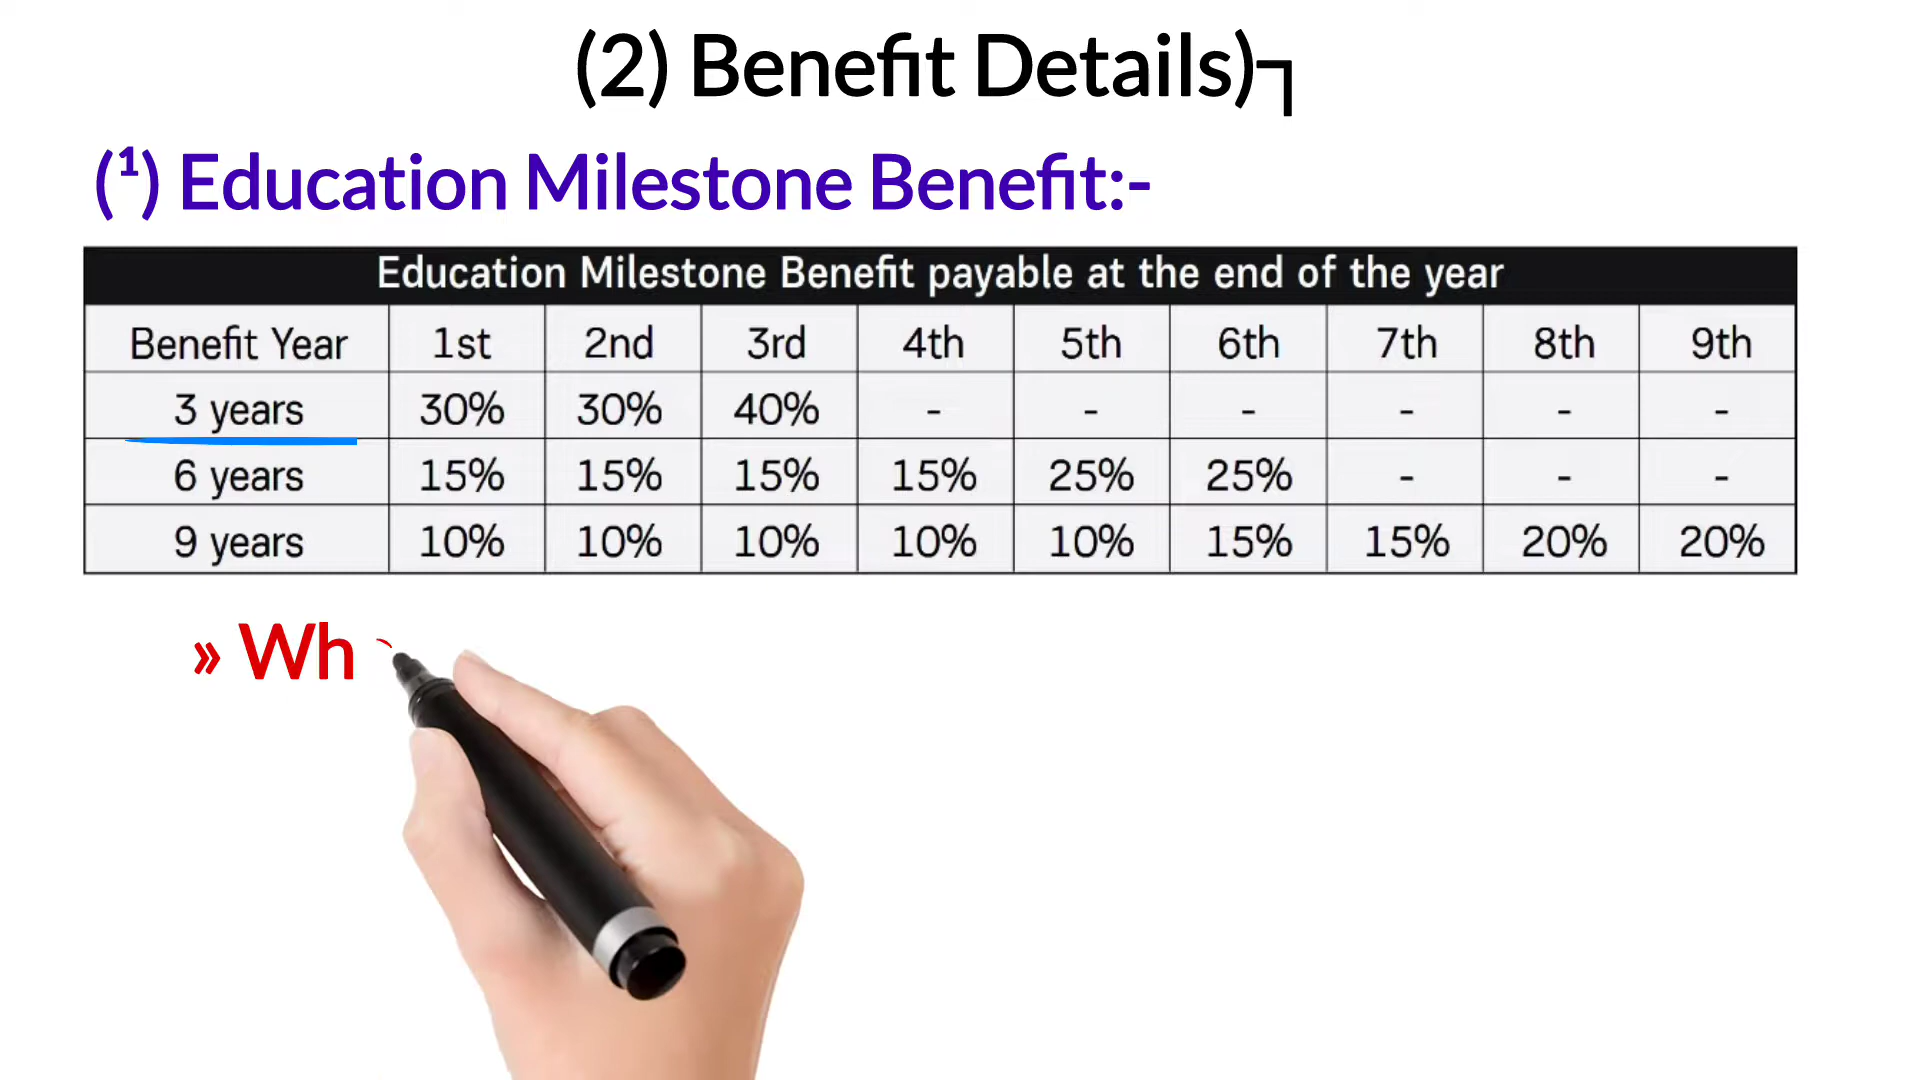 (2) Benefit Details)┐
(¹) Education Milestone Benefit:-
Education Milestone Benefit payable at the end of the year
Benefit Year 1st 2nd 3rd 4th 5th 6th 7th 8th 9th
3 years 30% 30% 40% - - - - - -
6 years 15% 15% 15% 15% 25% 25% - - -
9 years 10% 10% 10% 10% 10% 15% 15% 20% 20%
» Wh